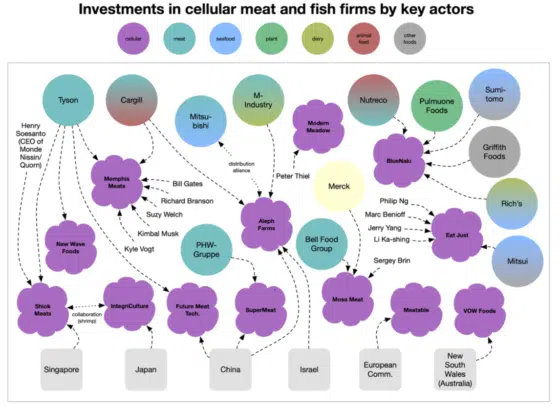 Investments in cellular meat and fish firms by key actors
cellular
meat
seafood
plant
dairy
animal
feed
other
foods
Tyson
Cargill
Mitsu-
bishi
M-
Industry
Modern
Meadow
Nutreco
Pulmuone
Foods
Sumi-
tomo
Henry
Soesanto
(CEO of
Monde
Nissin/
Quorn)
Memphis
Meats
distribution
alliance
Peter Thiel
BlueNalu
Griffith
Foods
Bill Gates
Richard Branson
Suzy Welch
Kimbal Musk
Kyle Vogt
Merck
Rich's
Aleph
Farms
Philip Ng
Marc Benioff
Jerry Yang
Li Ka-shing
Eat Just
New Wave
Foods
PHW-
Gruppe
Bell Food
Group
Sergey Brin
Mitsui
Shiok
Meats
collaboration
(shrimp)
IntegriCulture
Future Meat
Tech.
SuperMeat
Mosa Meat
Meatable
VOW Foods
Singapore
Japan
China
Israel
European
Comm.
New
South
Wales
(Australia)